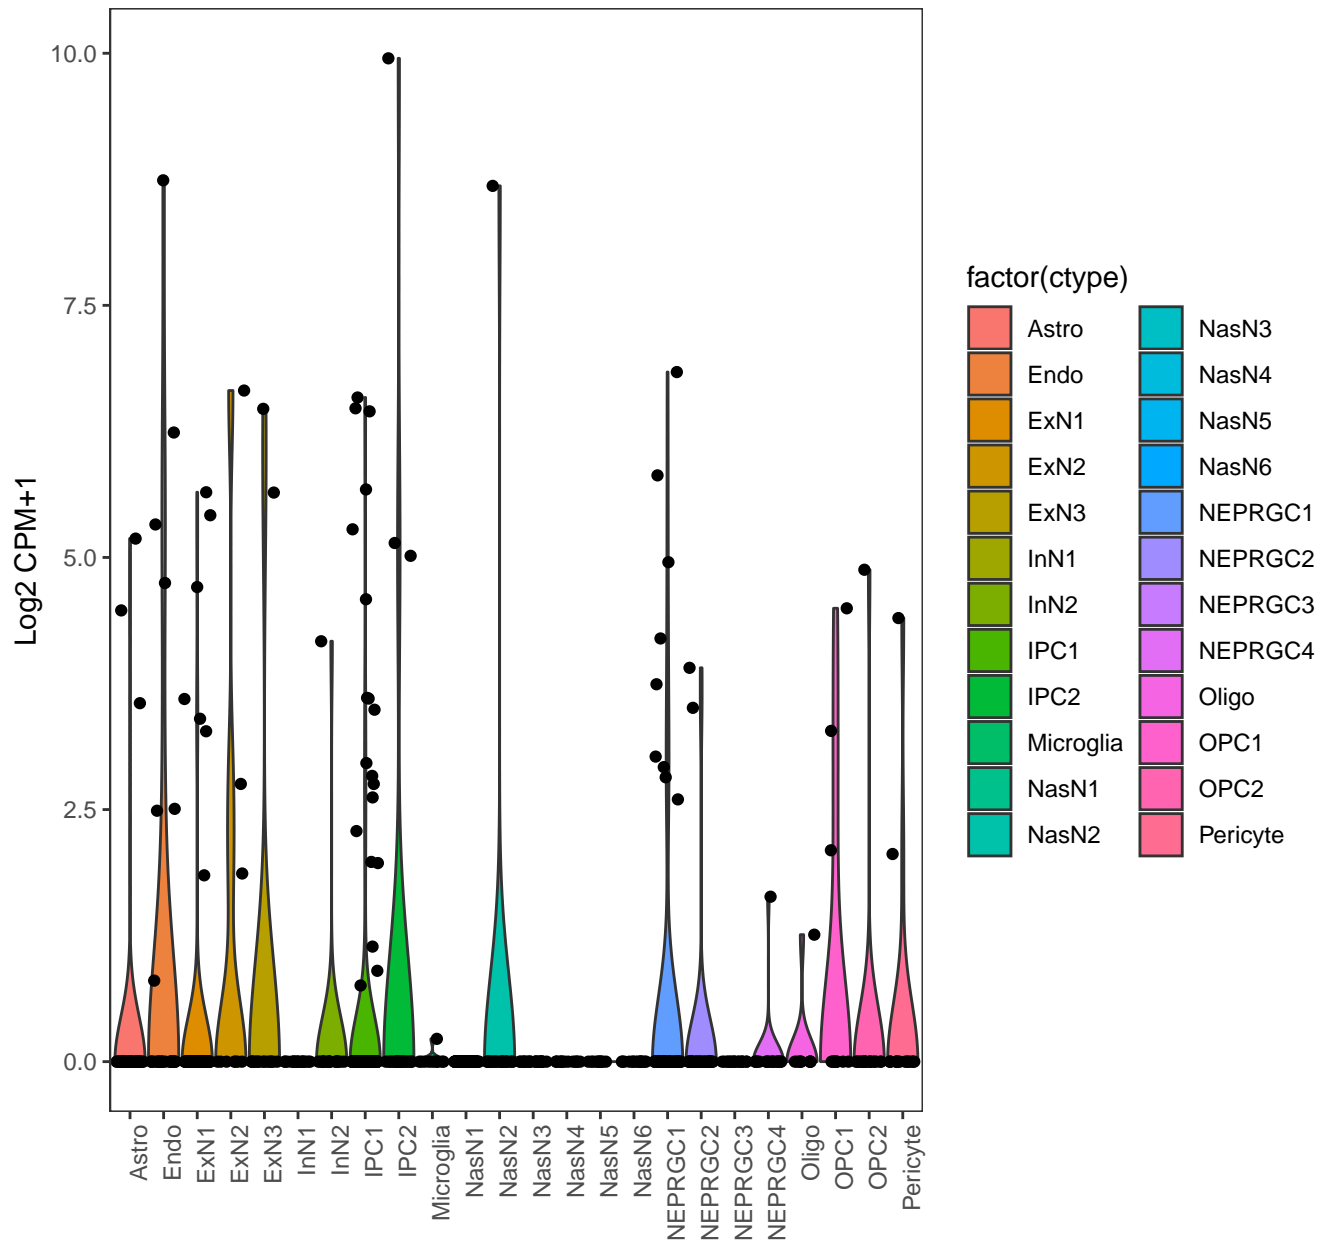 10.0
7.5
5.0
2.5
0.0
Log2 CPM+1
Astro
Endo
ExN1
ExN2
ExN3
InN1
InN2
IPC1
IPC2
Microglia
NasN1
NasN2
NasN3
NasN4
NasN5
NasN6
NEPRGC1
NEPRGC2
NEPRGC3
NEPRGC4
Oligo
OPC1
OPC2
Pericyte
factor(ctype)
Astro
Endo
ExN1
ExN2
ExN3
InN1
InN2
IPC1
IPC2
Microglia
NasN1
NasN2
NasN3
NasN4
NasN5
NasN6
NEPRGC1
NEPRGC2
NEPRGC3
NEPRGC4
Oligo
OPC1
OPC2
Pericyte